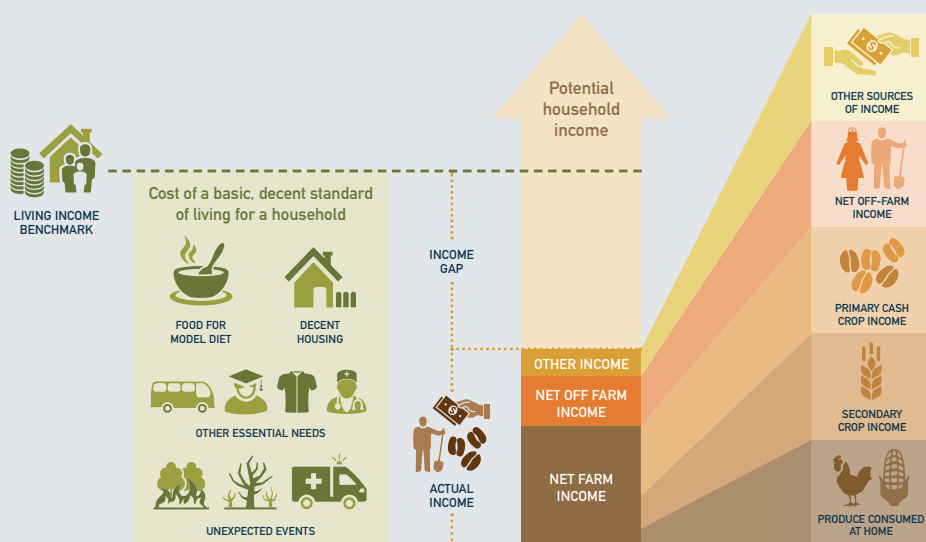 LIVING INCOME
BENCHMARK
Cost of a basic, decent standard
of living for a household
FOOD FOR
MODEL DIET
DECENT
HOUSING
OTHER ESSENTIAL NEEDS
UNEXPECTED EVENTS
INCOME
GAP
ACTUAL
INCOME
Potential
household
income
OTHER INCOME
NET OFF FARM
INCOME
NET FARM
INCOME
OTHER SOURCES
OF INCOME
NET OFF-FARM
INCOME
PRIMARY CASH
CROP INCOME
SECONDARY
CROP INCOME
PRODUCE CONSUMED
AT HOME